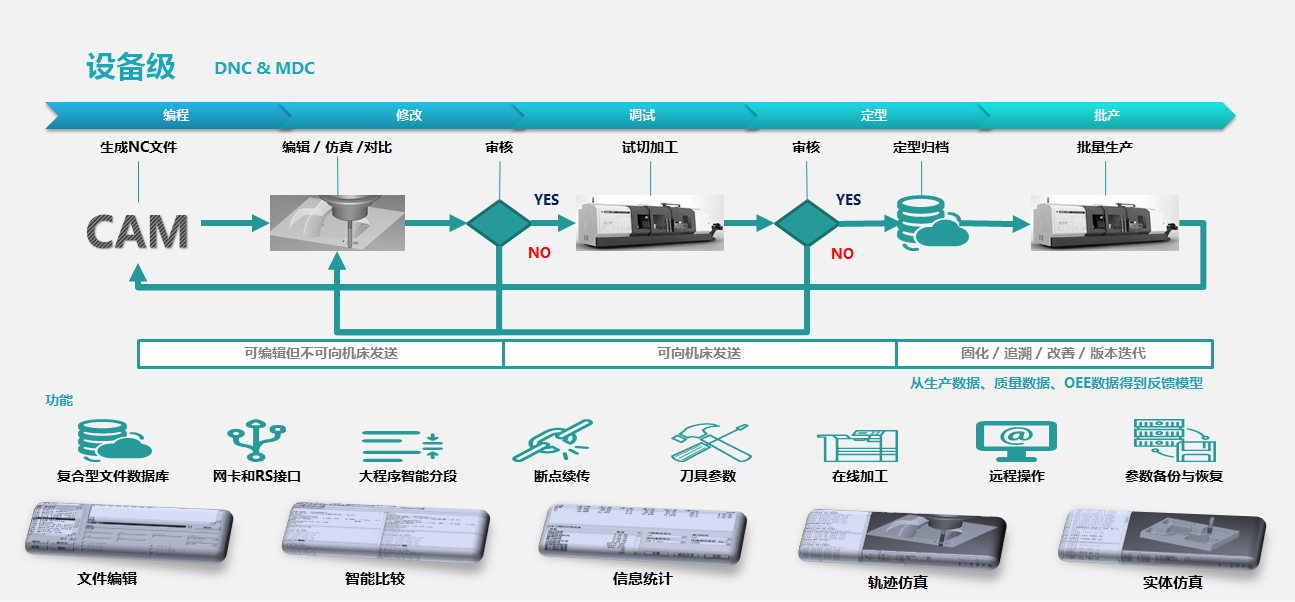 设备级 DNC & MDC
编程 修改 调试 定型 批产
生成NC文件 编辑 / 仿真 /对比 审核 试切加工 审核 定型归档 批量生产
CAM
YES YES
NO NO
可编辑但不可向机床发送 可向机床发送 固化 / 追溯 / 改善 / 版本迭代
从生产数据、质量数据、OEE数据得到反馈模型
功能
复合型文件数据库 网卡和RS接口 大程序智能分段 断点续传 刀具参数 在线加工 远程操作 参数备份与恢复
文件编辑 智能比较 信息统计 轨迹仿真 实体仿真